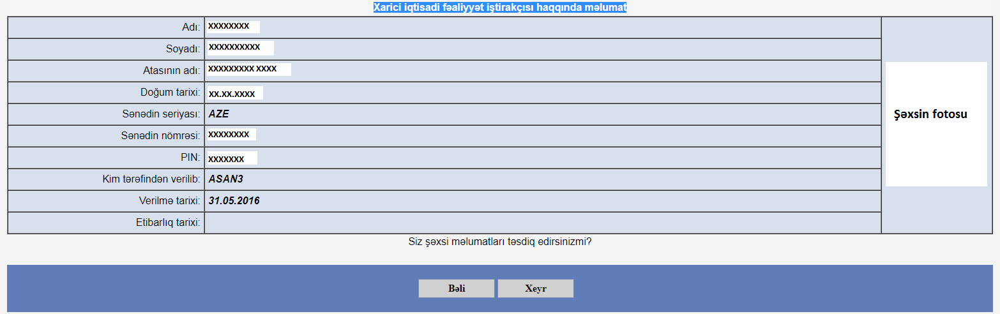 Xarici iqtisadi fəaliyyət iştirakçısı haqqında məlumat
Adı: XXXXXXXX
Soyadı: XXXXXXXXXX
Atasının adı: XXXXXXXXX XXXX
Doğum tarixi: XX.XX.XXXX
Sənədin seriyası: AZE
Sənədin nömrəsi: XXXXXXXX
PIN: XXXXXXX
Kim tərəfindən verilib: ASAN3
Verilmə tarixi: 31.05.2016
Etibarlıq tarixi:
Şəxsin fotosu
Siz şəxsi məlumatları təsdiq edirsinizmi?
Bəli Xeyr